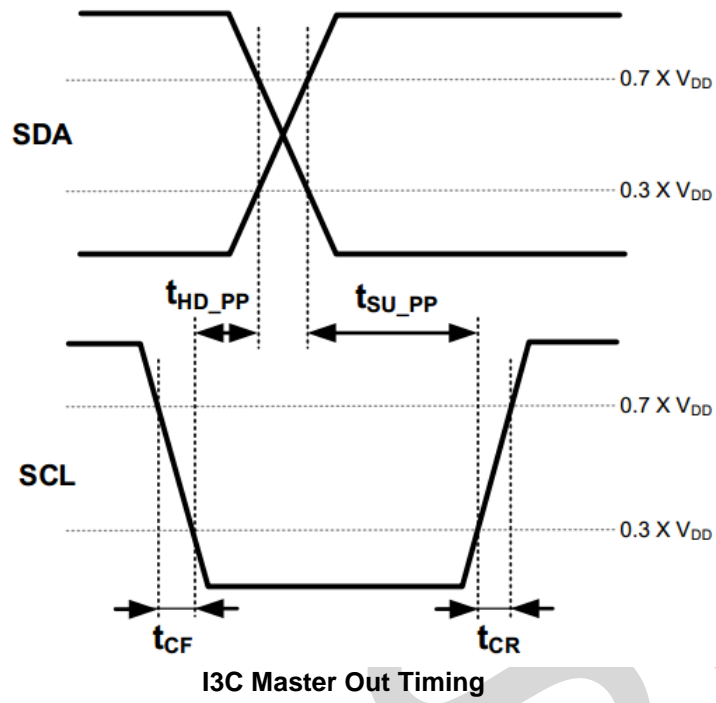 0.7 X VDD
SDA
0.3 X VDD
tHD_PP
tSU_PP
0.7 X VDD
SCL
0.3 X VDD
tCF
tCR
I3C Master Out Timing